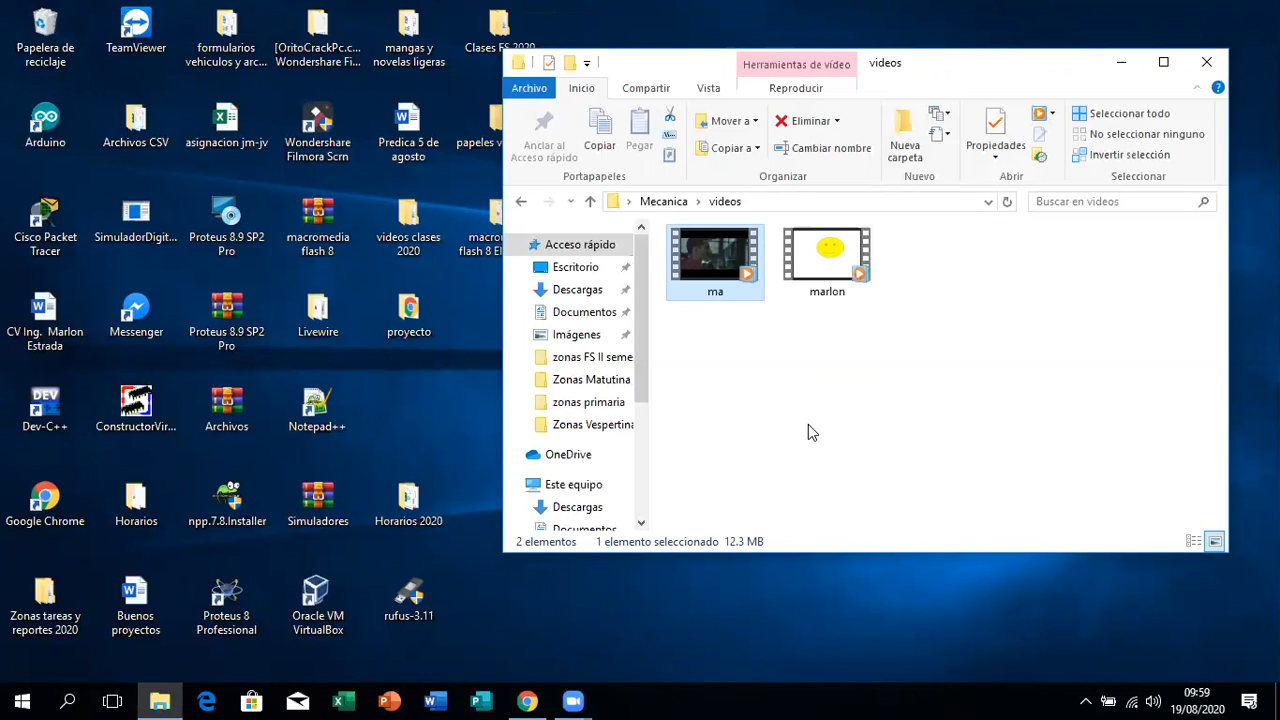 Papelera de
reciclaje
TeamViewer
formularios
vehiculos y arc...
[OritoCrackPc.c...
Wondershare Fi...
mangas y
novelas ligeras
Clases FS 2020
Arduino
Archivos CSV
asignacion jm-jv
Wondershare
Filmora Scrn
Predica 5 de
agosto
papeles v
Cisco Packet
Tracer
SimuladorDigit...
Proteus 8.9 SP2
Pro
macromedia
flash 8
videos clases
2020
macrom
flash 8 El
CV Ing. Marlon
Estrada
Messenger
Proteus 8.9 SP2
Pro
Livewire
proyecto
Dev-C++
ConstructorVir...
Archivos
Notepad++
Google Chrome
Horarios
npp.7.8.Installer
Simuladores
Horarios 2020
Zonas tareas y
reportes 2020
Buenos
proyectos
Proteus 8
Professional
Oracle VM
VirtualBox
rufus-3.11
Herramientas de vídeo
videos
Archivo
Inicio
Compartir
Vista
Reproducir
Anclar al
Acceso rápido
Copiar
Pegar
Portapapeles
Mover a
Copiar a
Eliminar
Cambiar nombre
Organizar
Nueva
carpeta
Nuevo
Propiedades
Abrir
Seleccionar todo
No seleccionar ninguno
Invertir selección
Seleccionar
Mecanica > videos
Buscar en videos
Acceso rápido
Escritorio
Descargas
Documentos
Imágenes
zonas FS II seme
Zonas Matutina
zonas primaria
Zonas Vespertina
OneDrive
Este equipo
Descargas
Documentos
ma
marlon
2 elementos
1 elemento seleccionado 12.3 MB
09:59
19/08/2020